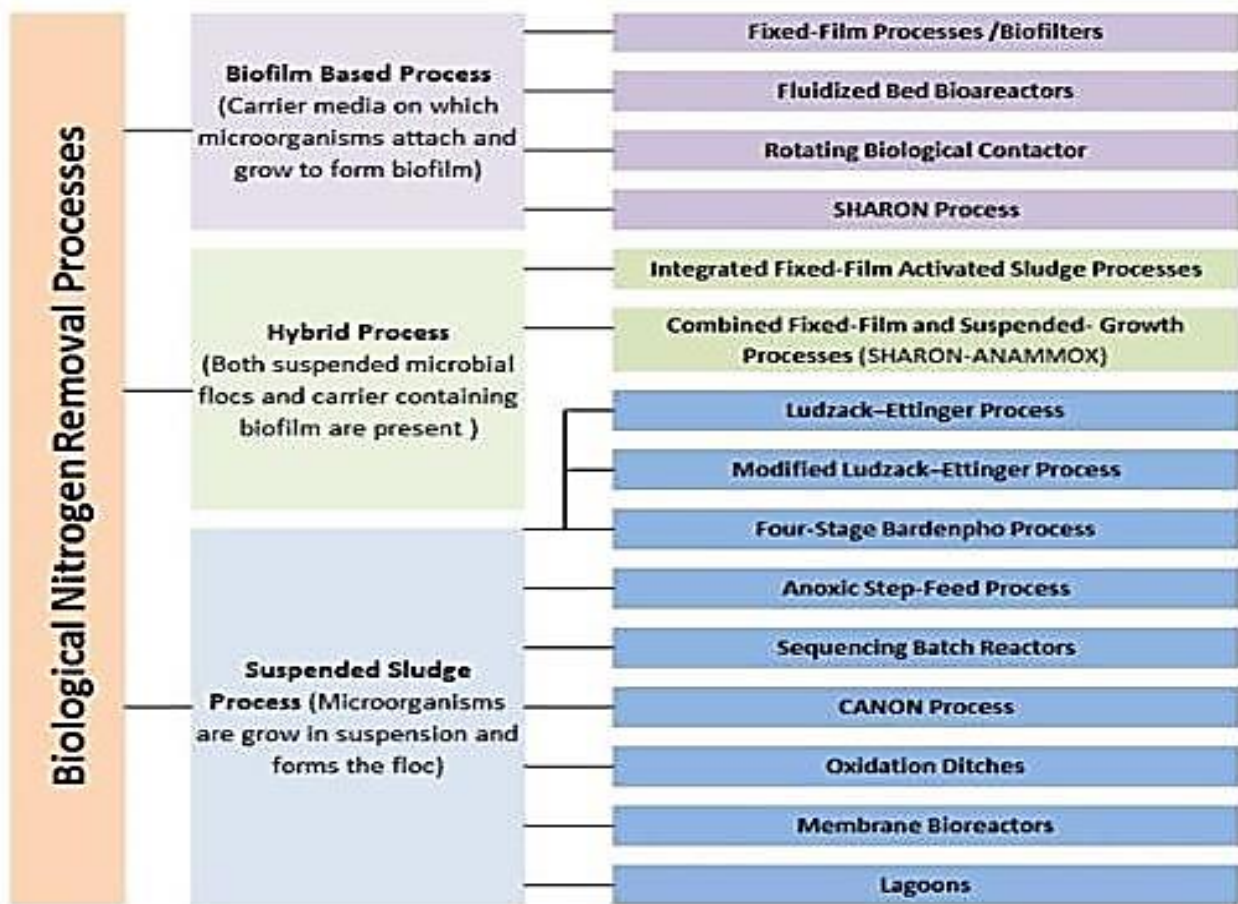 Biological Nitrogen Removal Processes
Biofilm Based Process
(Carrier media on which
microorganisms attach and
grow to form biofilm)
Fixed-Film Processes /Biofilters
Fluidized Bed Bioareactors
Rotating Biological Contactor
SHARON Process
Hybrid Process
(Both suspended microbial
flocs and carrier containing
biofilm are present )
Integrated Fixed-Film Activated Sludge Processes
Combined Fixed-Film and Suspended- Growth
Processes (SHARON-ANAMMOX)
Suspended Sludge
Process (Microorganisms
are grow in suspension and
forms the floc)
Ludzack–Ettinger Process
Modified Ludzack–Ettinger Process
Four-Stage Bardenpho Process
Anoxic Step-Feed Process
Sequencing Batch Reactors
CANON Process
Oxidation Ditches
Membrane Bioreactors
Lagoons